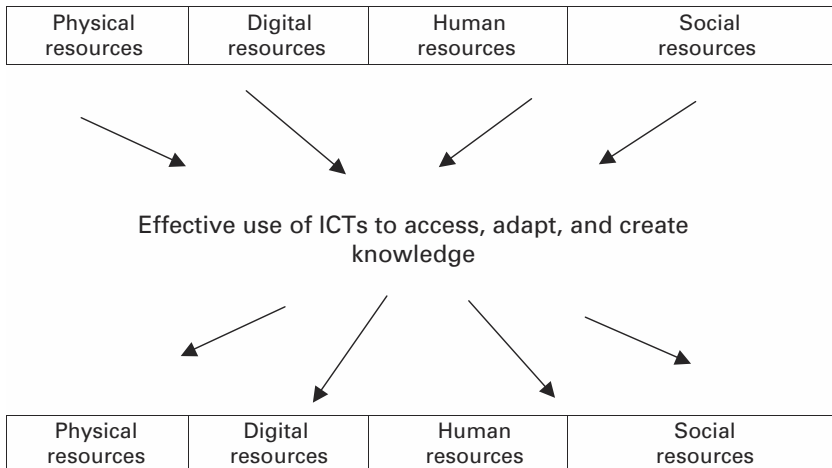 Physical resources
Digital resources
Human resources
Social resources
Effective use of ICTs to access, adapt, and create
knowledge
Physical resources
Digital resources
Human resources
Social resources